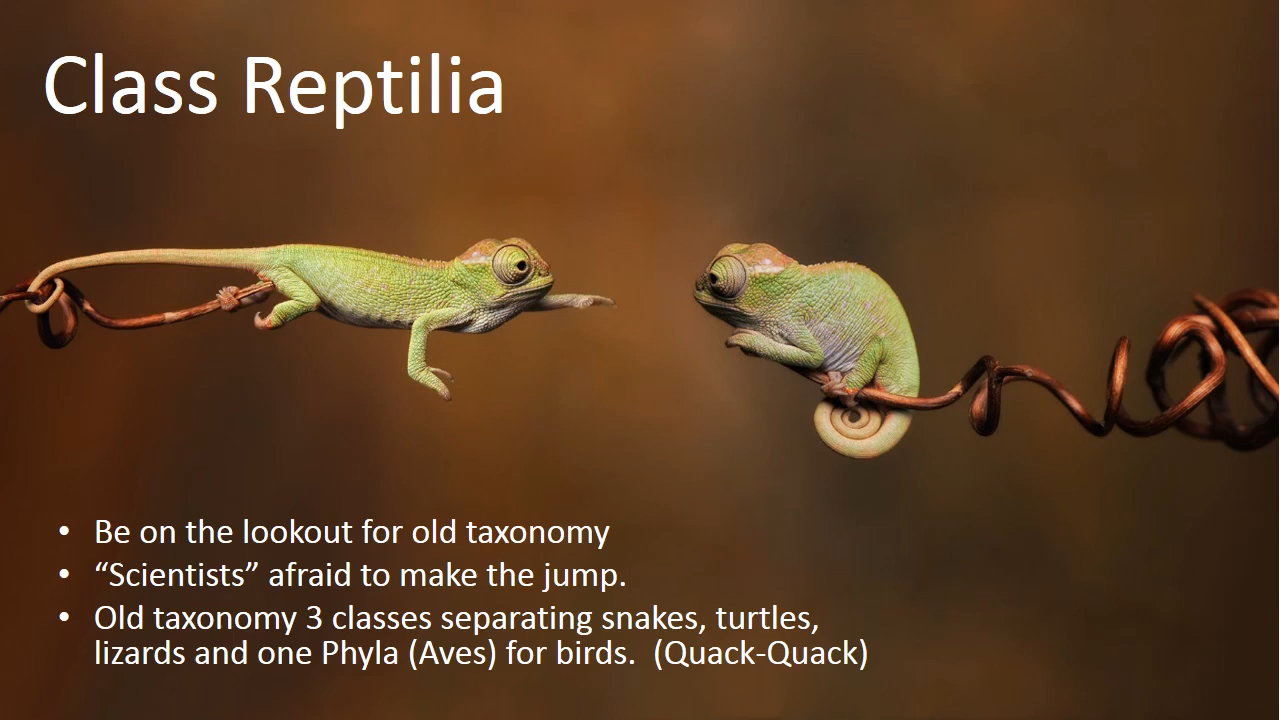 Class Reptilia
• Be on the lookout for old taxonomy
• “Scientists” afraid to make the jump.
• Old taxonomy 3 classes separating snakes, turtles,
lizards and one Phyla (Aves) for birds.  (Quack-Quack)